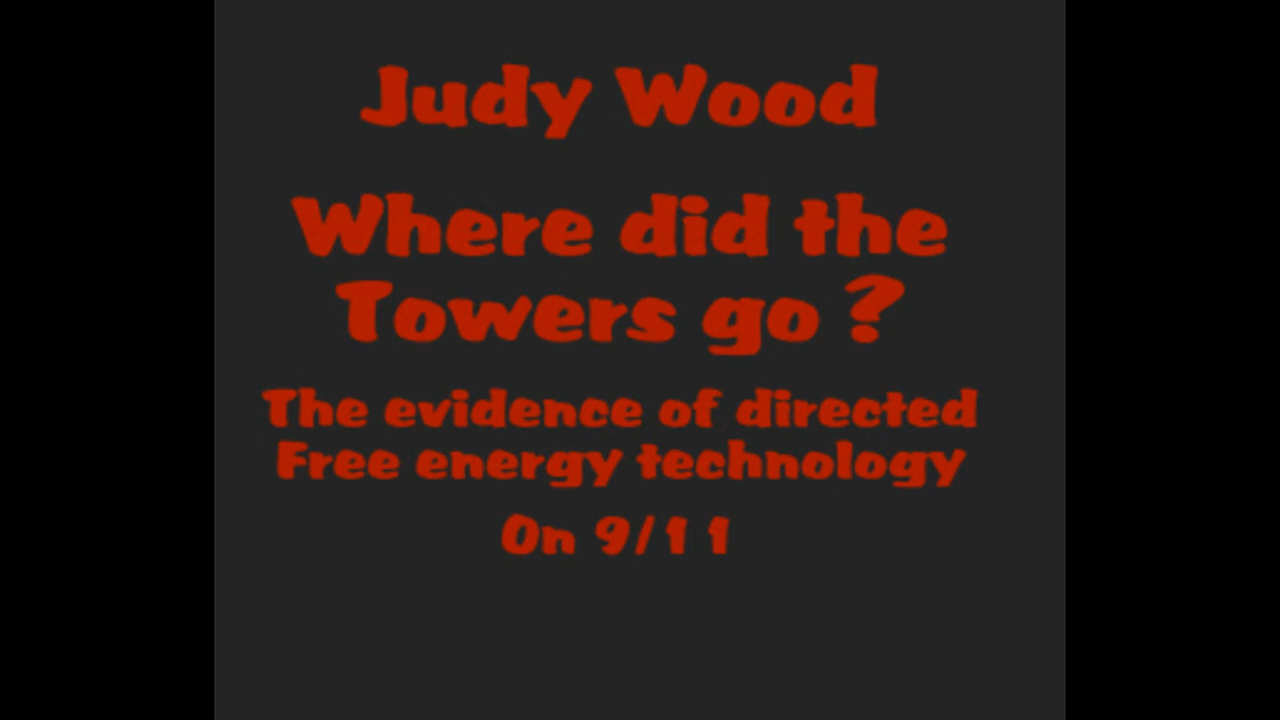 Judy Wood
Where did the
Towers go ?
The evidence of directed
Free energy technology
On 9/11